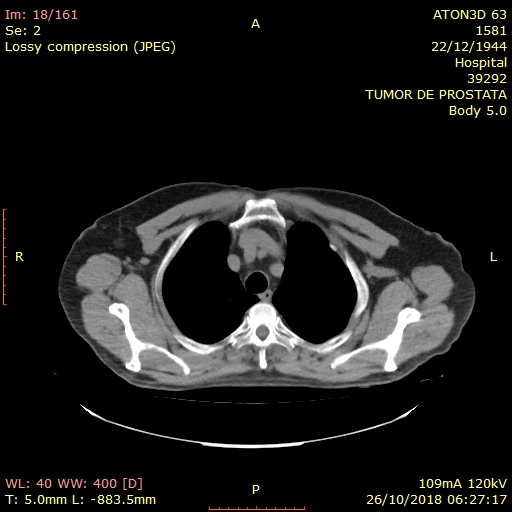 Im: 18/161
Se: 2
Lossy compression (JPEG)
A
ATON3D 63
1581
22/12/1944
Hospital
39292
TUMOR DE PROSTATA
Body 5.0
R
L
WL: 40 WW: 400 [D]
T: 5.0mm L: -883.5mm
P
109mA 120kV
26/10/2018 06:27:17